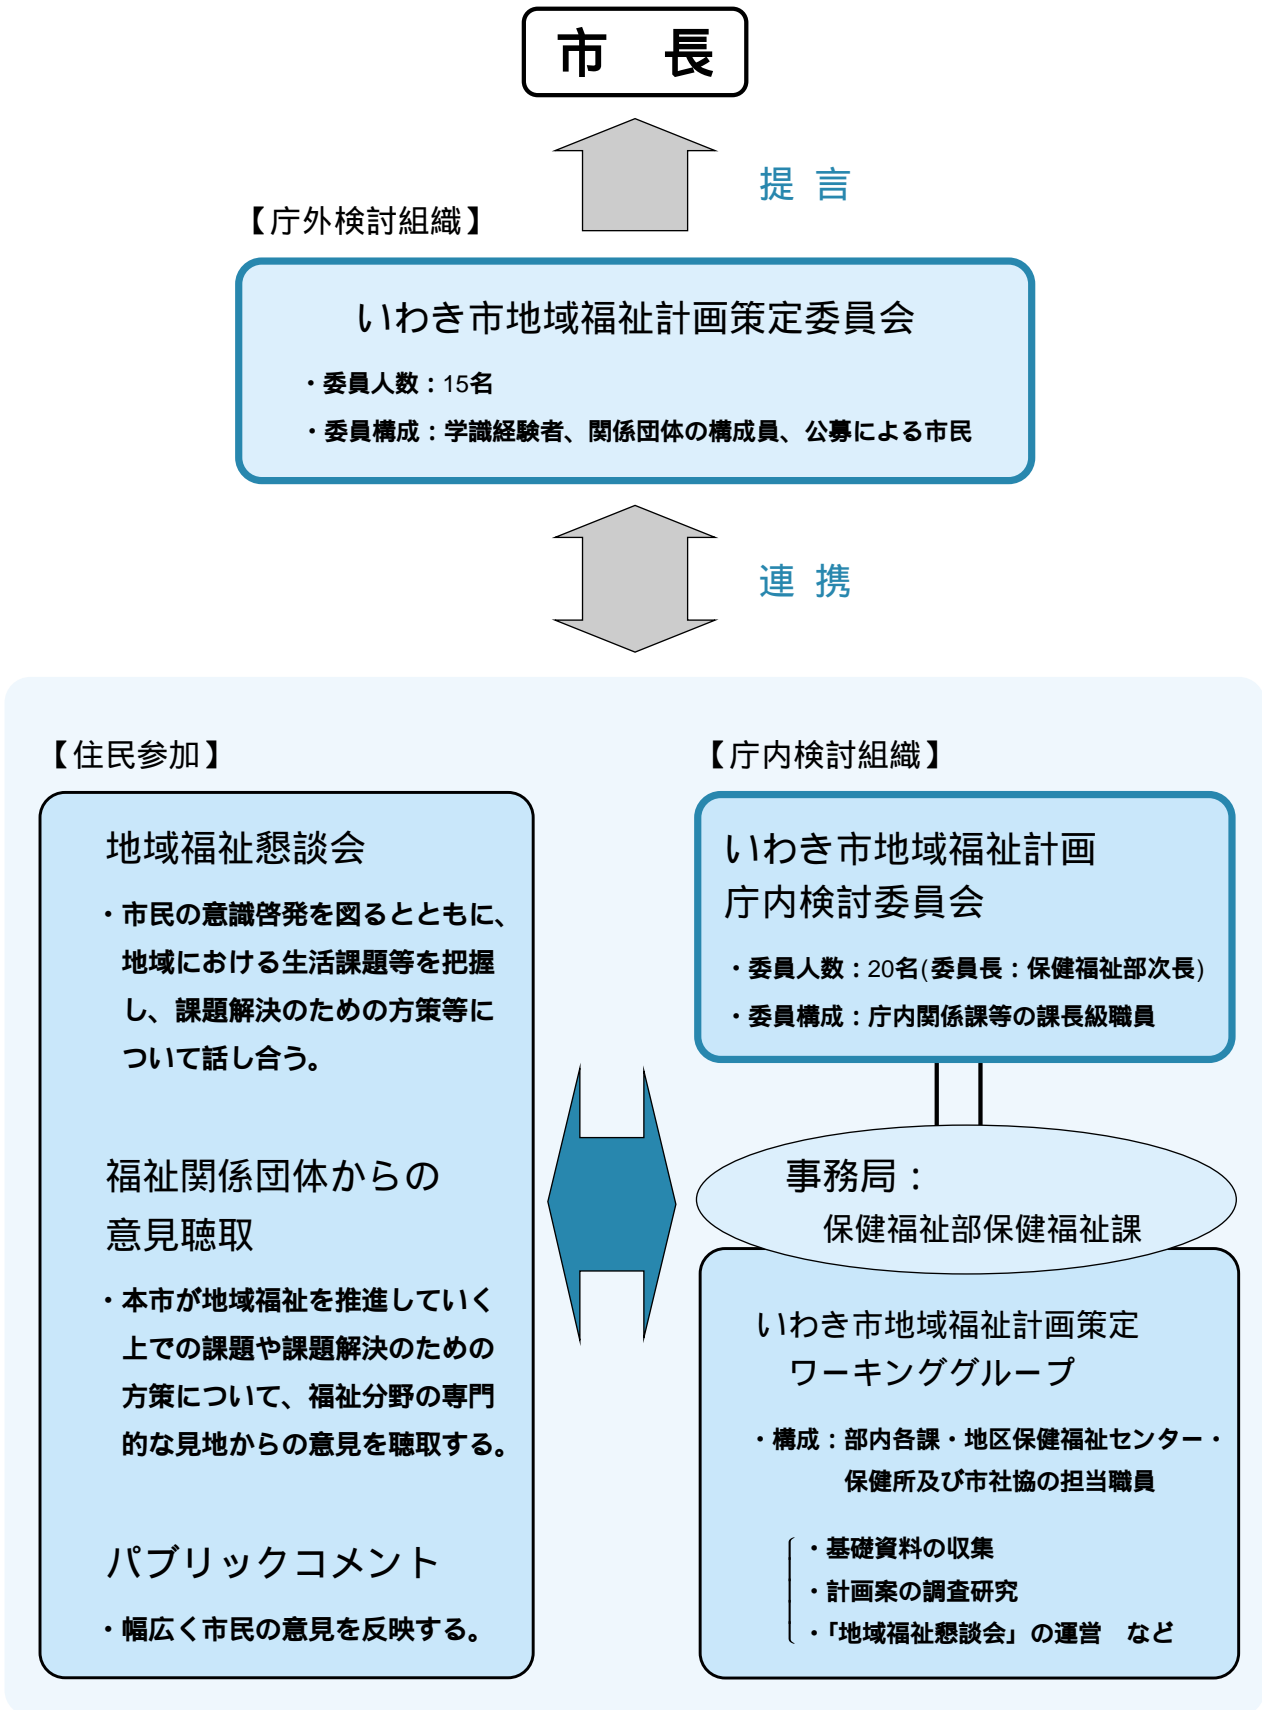 市　長
提 言
【庁外検討組織】
いわき市地域福祉計画策定委員会
・委員人数：15名
・委員構成：学識経験者、関係団体の構成員、公募による市民
連 携
【住民参加】
地域福祉懇談会
・市民の意識啓発を図るとともに、
地域における生活課題等を把握
し、課題解決のための方策等に
ついて話し合う。
福祉関係団体からの
意見聴取
・本市が地域福祉を推進していく
上での課題や課題解決のための
方策について、福祉分野の専門
的な見地からの意見を聴取する。
パブリックコメント
・幅広く市民の意見を反映する。
【庁内検討組織】
いわき市地域福祉計画
庁内検討委員会
・委員人数：20名(委員長：保健福祉部次長)
・委員構成：庁内関係課等の課長級職員
事務局：
保健福祉部保健福祉課
いわき市地域福祉計画策定
ワーキンググループ
・構成：部内各課・地区保健福祉センター・
保健所及び市社協の担当職員
・基礎資料の収集
・計画案の調査研究
・「地域福祉懇談会」の運営　など